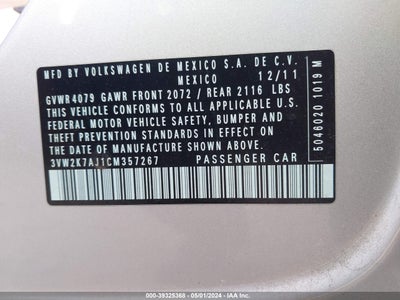 MFD BY VOLKSWAGEN DE MEXICO S.A. DE C.V.
MEXICO 12/11
GVWR 4079 GAWR FRONT 2072 / REAR 2116 LBS
THIS VEHICLE CONFORMS TO ALL APPLICABLE U.S.
FEDERAL MOTOR VEHICLE SAFETY, BUMPER AND
THEFT PREVENTION STANDARDS IN EFFECT ON THE
DATE OF MANUFACTURE SHOWN ABOVE.
3VW2K7AJ1CM357267 PASSENGER CAR
5046020 1019 M
000-39325368 - 05/01/2024 - IAA Inc.